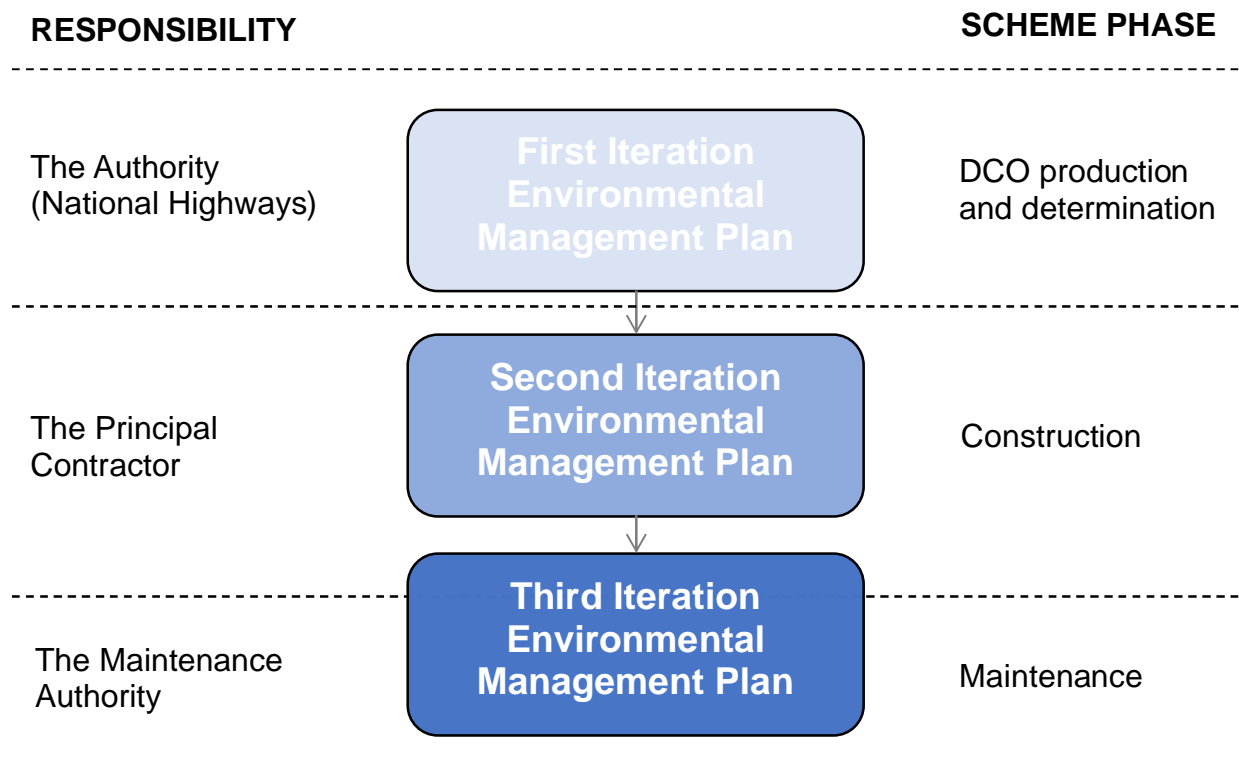 RESPONSIBILITY
SCHEME PHASE
The Authority
(National Highways)
First Iteration
Environmental
Management Plan
DCO production
and determination
The Principal
Contractor
Second Iteration
Environmental
Management Plan
Construction
The Maintenance
Authority
Third Iteration
Environmental
Management Plan
Maintenance